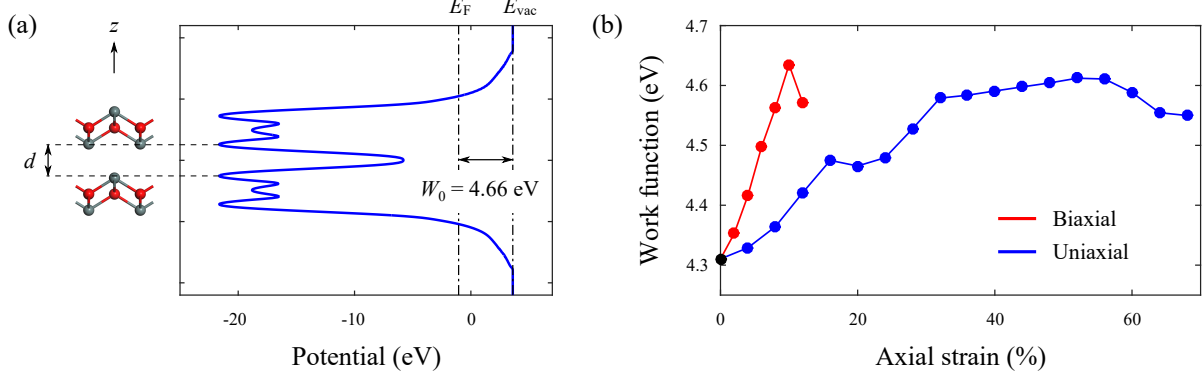 (a)
z
d
E_F
E_vac
W_0 = 4.66 eV
-20
-10
0
Potential (eV)
(b)
4.7
4.6
4.5
4.4
4.3
Work function (eV)
Biaxial
Uniaxial
0
20
40
60
Axial strain (%)